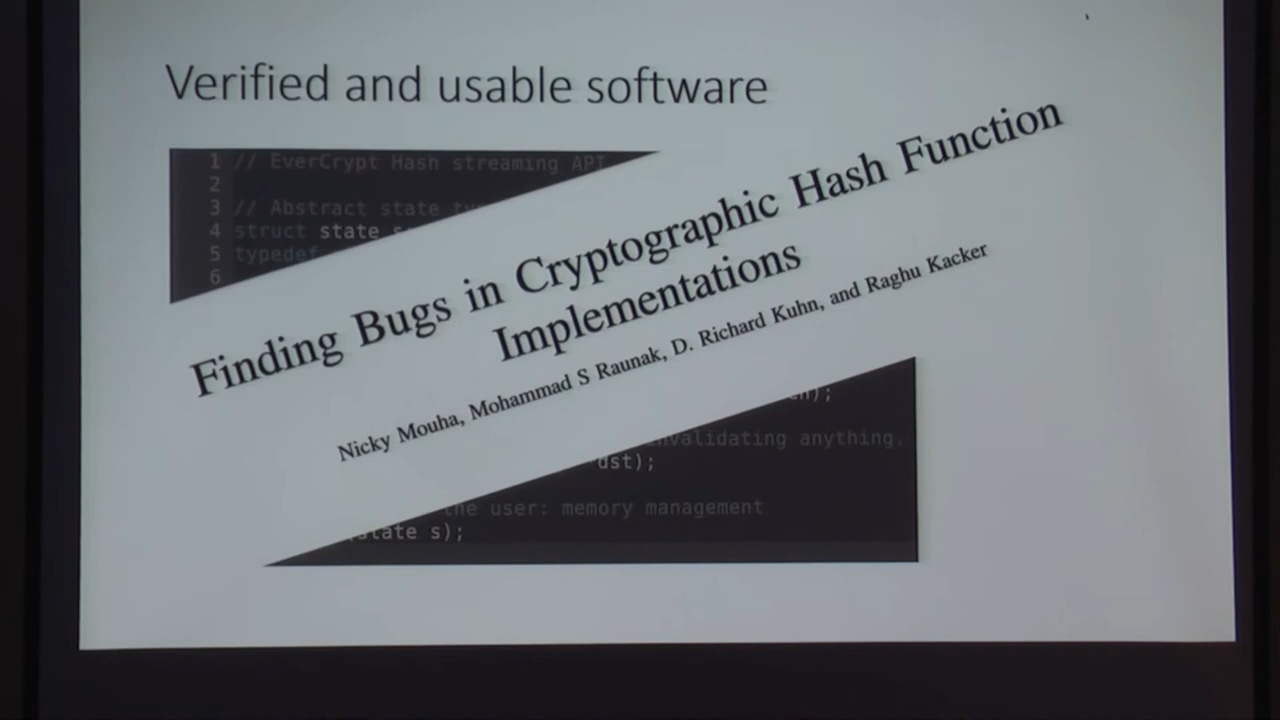 Verified and usable software
1 // EverCrypt Hash streaming API
2
3 // Abstract state
4 struct state
5 typedef
6
Finding Bugs in Cryptographic Hash Function
Implementations
Nicky Mouha, Mohammad S Raunak, D. Richard Kuhn, and Raghu Kacker
invalidating anything.
dst);
the user: memory management
(state s);